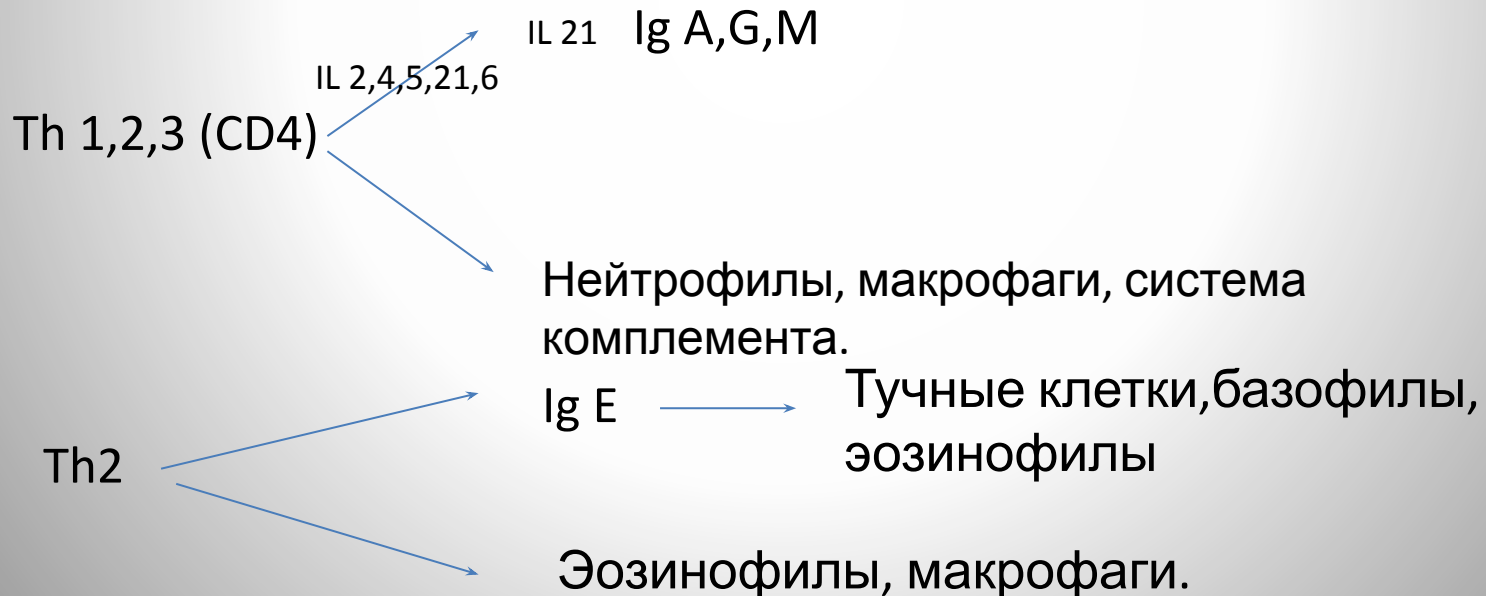 IL 21 Ig A,G,M
IL 2,4,5,21,6
Th 1,2,3 (CD4)
Нейтрофилы, макрофаги, система
комплемента.
Ig E
Тучные клетки,базофилы,
эозинофилы
Th2
Эозинофилы, макрофаги.